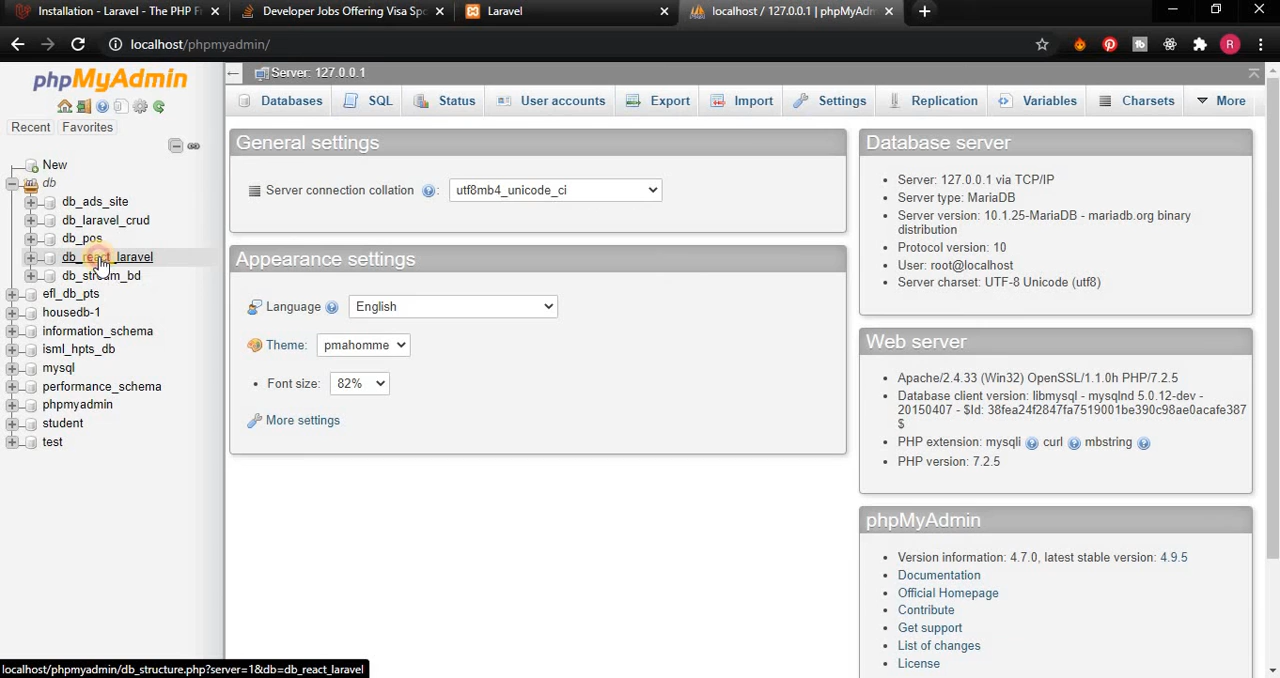 Installation - Laravel - The PHP F
Developer Jobs Offering Visa Sp
Laravel
localhost / 127.0.0.1 | phpMyAdm
localhost/phpmyadmin/
R
phpMyAdmin
Recent
Favorites
New
db
db_ads_site
db_laravel_crud
db_pos
db_react_laravel
db_stream_bd
efl_db_pts
housedb-1
information_schema
isml_hpts_db
mysql
performance_schema
phpmyadmin
student
test
Server: 127.0.0.1
Databases
SQL
Status
User accounts
Export
Import
Settings
Replication
Variables
Charsets
More
General settings
Server connection collation :
utf8mb4_unicode_ci
Appearance settings
Language
English
Theme:
pmahomme
Font size:
82%
More settings
Database server
Server: 127.0.0.1 via TCP/IP
Server type: MariaDB
Server version: 10.1.25-MariaDB - mariadb.org binary
distribution
Protocol version: 10
User: root@localhost
Server charset: UTF-8 Unicode (utf8)
Web server
Apache/2.4.33 (Win32) OpenSSL/1.1.0h PHP/7.2.5
Database client version: libmysql - mysqlnd 5.0.12-dev -
20150407 - $Id: 38fea24f2847fa7519001be390c98ae0acafe387
$
PHP extension: mysqli curl mbstring
PHP version: 7.2.5
phpMyAdmin
Version information: 4.7.0, latest stable version: 4.9.5
Documentation
Official Homepage
Contribute
Get support
List of changes
License
localhost/phpmyadmin/db_structure.php?server=1&db=db_react_laravel